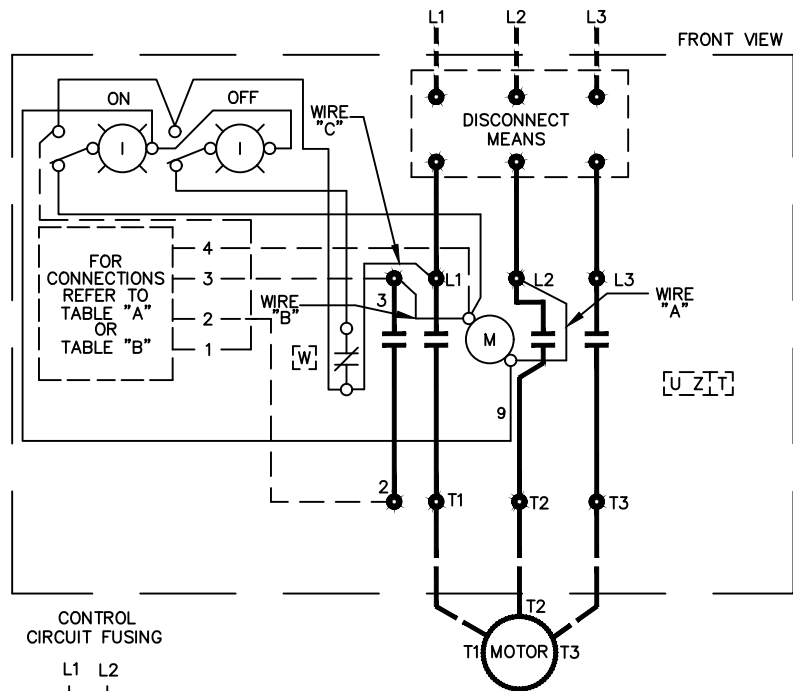 L1 L2 L3
FRONT VIEW
ON OFF
WIRE
"C"
DISCONNECT
MEANS
I I
FOR
CONNECTIONS
REFER TO
TABLE "A"
OR
TABLE "B"
4
3
2
1
L1 L2 L3
3
WIRE
"B"
WIRE
"A"
M
W
U Z T
9
2 T1 T2 T3
T2
T1 MOTOR T3
CONTROL
CIRCUIT FUSING
L1 L2